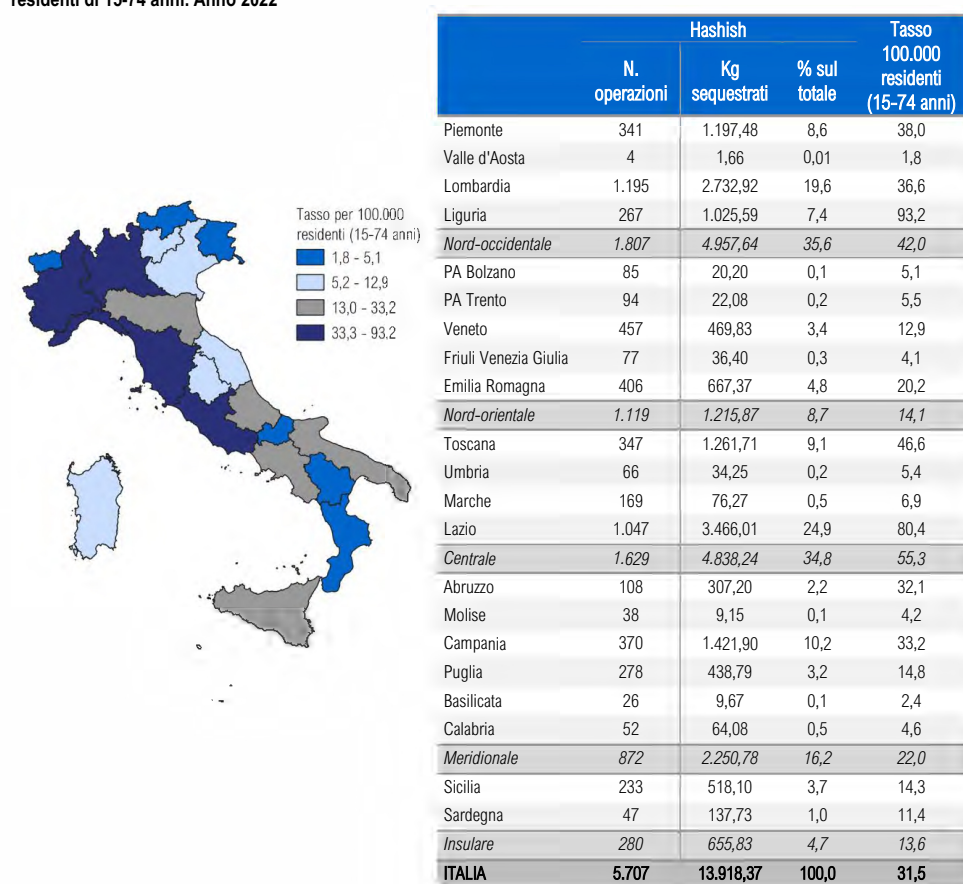 residenti di 15-74 anni. Anno 2022
Hashish
Tasso
100.000
residenti
(15-74 anni)
N.
operazioni
Kg
sequestrati
% sul
totale
Piemonte 341 1.197,48 8,6 38,0
Valle d'Aosta 4 1,66 0,01 1,8
Lombardia 1.195 2.732,92 19,6 36,6
Liguria 267 1.025,59 7,4 93,2
Nord-occidentale 1.807 4.957,64 35,6 42,0
PA Bolzano 85 20,20 0,1 5,1
PA Trento 94 22,08 0,2 5,5
Veneto 457 469,83 3,4 12,9
Friuli Venezia Giulia 77 36,40 0,3 4,1
Emilia Romagna 406 667,37 4,8 20,2
Nord-orientale 1.119 1.215,87 8,7 14,1
Toscana 347 1.261,71 9,1 46,6
Umbria 66 34,25 0,2 5,4
Marche 169 76,27 0,5 6,9
Lazio 1.047 3.466,01 24,9 80,4
Centrale 1.629 4.838,24 34,8 55,3
Abruzzo 108 307,20 2,2 32,1
Molise 38 9,15 0,1 4,2
Campania 370 1.421,90 10,2 33,2
Puglia 278 438,79 3,2 14,8
Basilicata 26 9,67 0,1 2,4
Calabria 52 64,08 0,5 4,6
Meridionale 872 2.250,78 16,2 22,0
Sicilia 233 518,10 3,7 14,3
Sardegna 47 137,73 1,0 11,4
Insulare 280 655,83 4,7 13,6
ITALIA 5.707 13.918,37 100,0 31,5
Tasso per 100.000
residenti (15-74 anni)
1,8 - 5,1
5,2 - 12,9
13,0 - 33,2
33,3 - 93.2